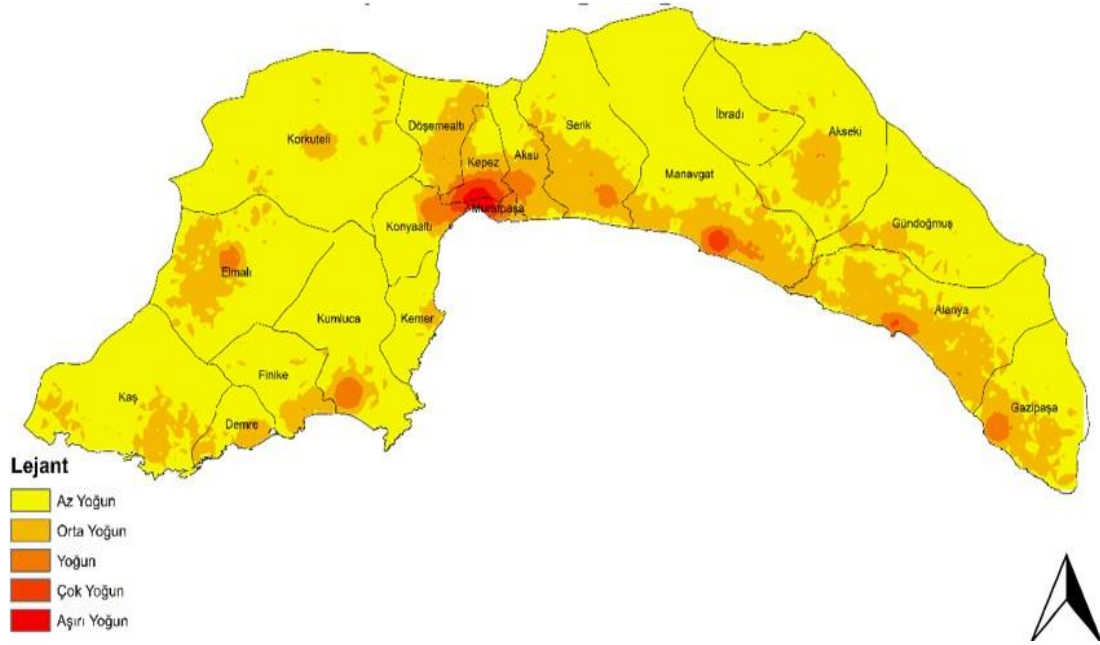 Korkuteli
Döşemealtı
Kepez
Aksu
Serik
İbradı
Akseki
Manavgat
Muratpaşa
Konyaaltı
Gündoğmuş
Elmalı
Kumluca
Kemer
Alanya
Finike
Kaş
Demre
Gazipaşa
Lejant
Az Yoğun
Orta Yoğun
Yoğun
Çok Yoğun
Aşırı Yoğun